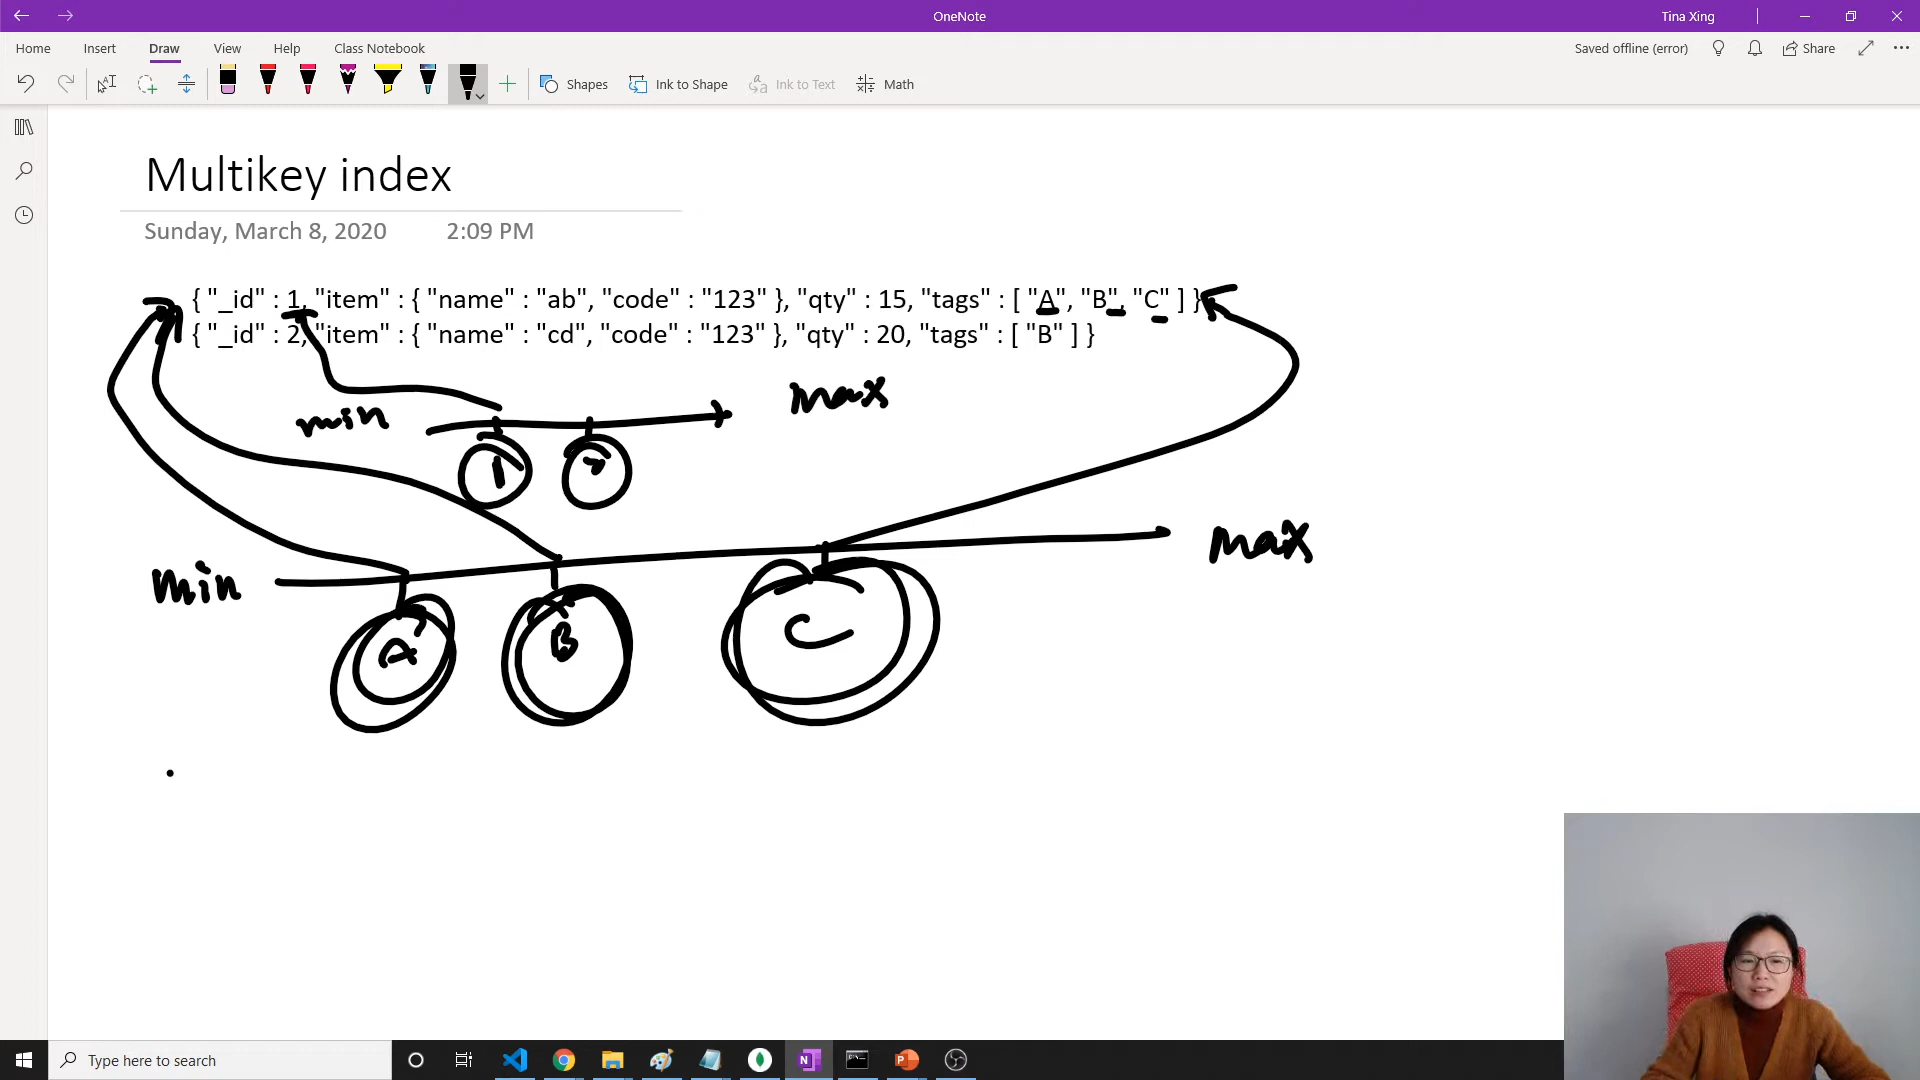 OneNote
Tina Xing
Home Insert Draw View Help Class Notebook
Saved offline (error) Share
Shapes Ink to Shape Ink to Text Math
Multikey index
Sunday, March 8, 2020 2:09 PM
{ "_id" : 1, "item" : { "name" : "ab", "code" : "123" }, "qty" : 15, "tags" : [ "A", "B", "C" ] }
{ "_id" : 2, "item" : { "name" : "cd", "code" : "123" }, "qty" : 20, "tags" : [ "B" ] }
min max
1 2
min max
a B C
Type here to search